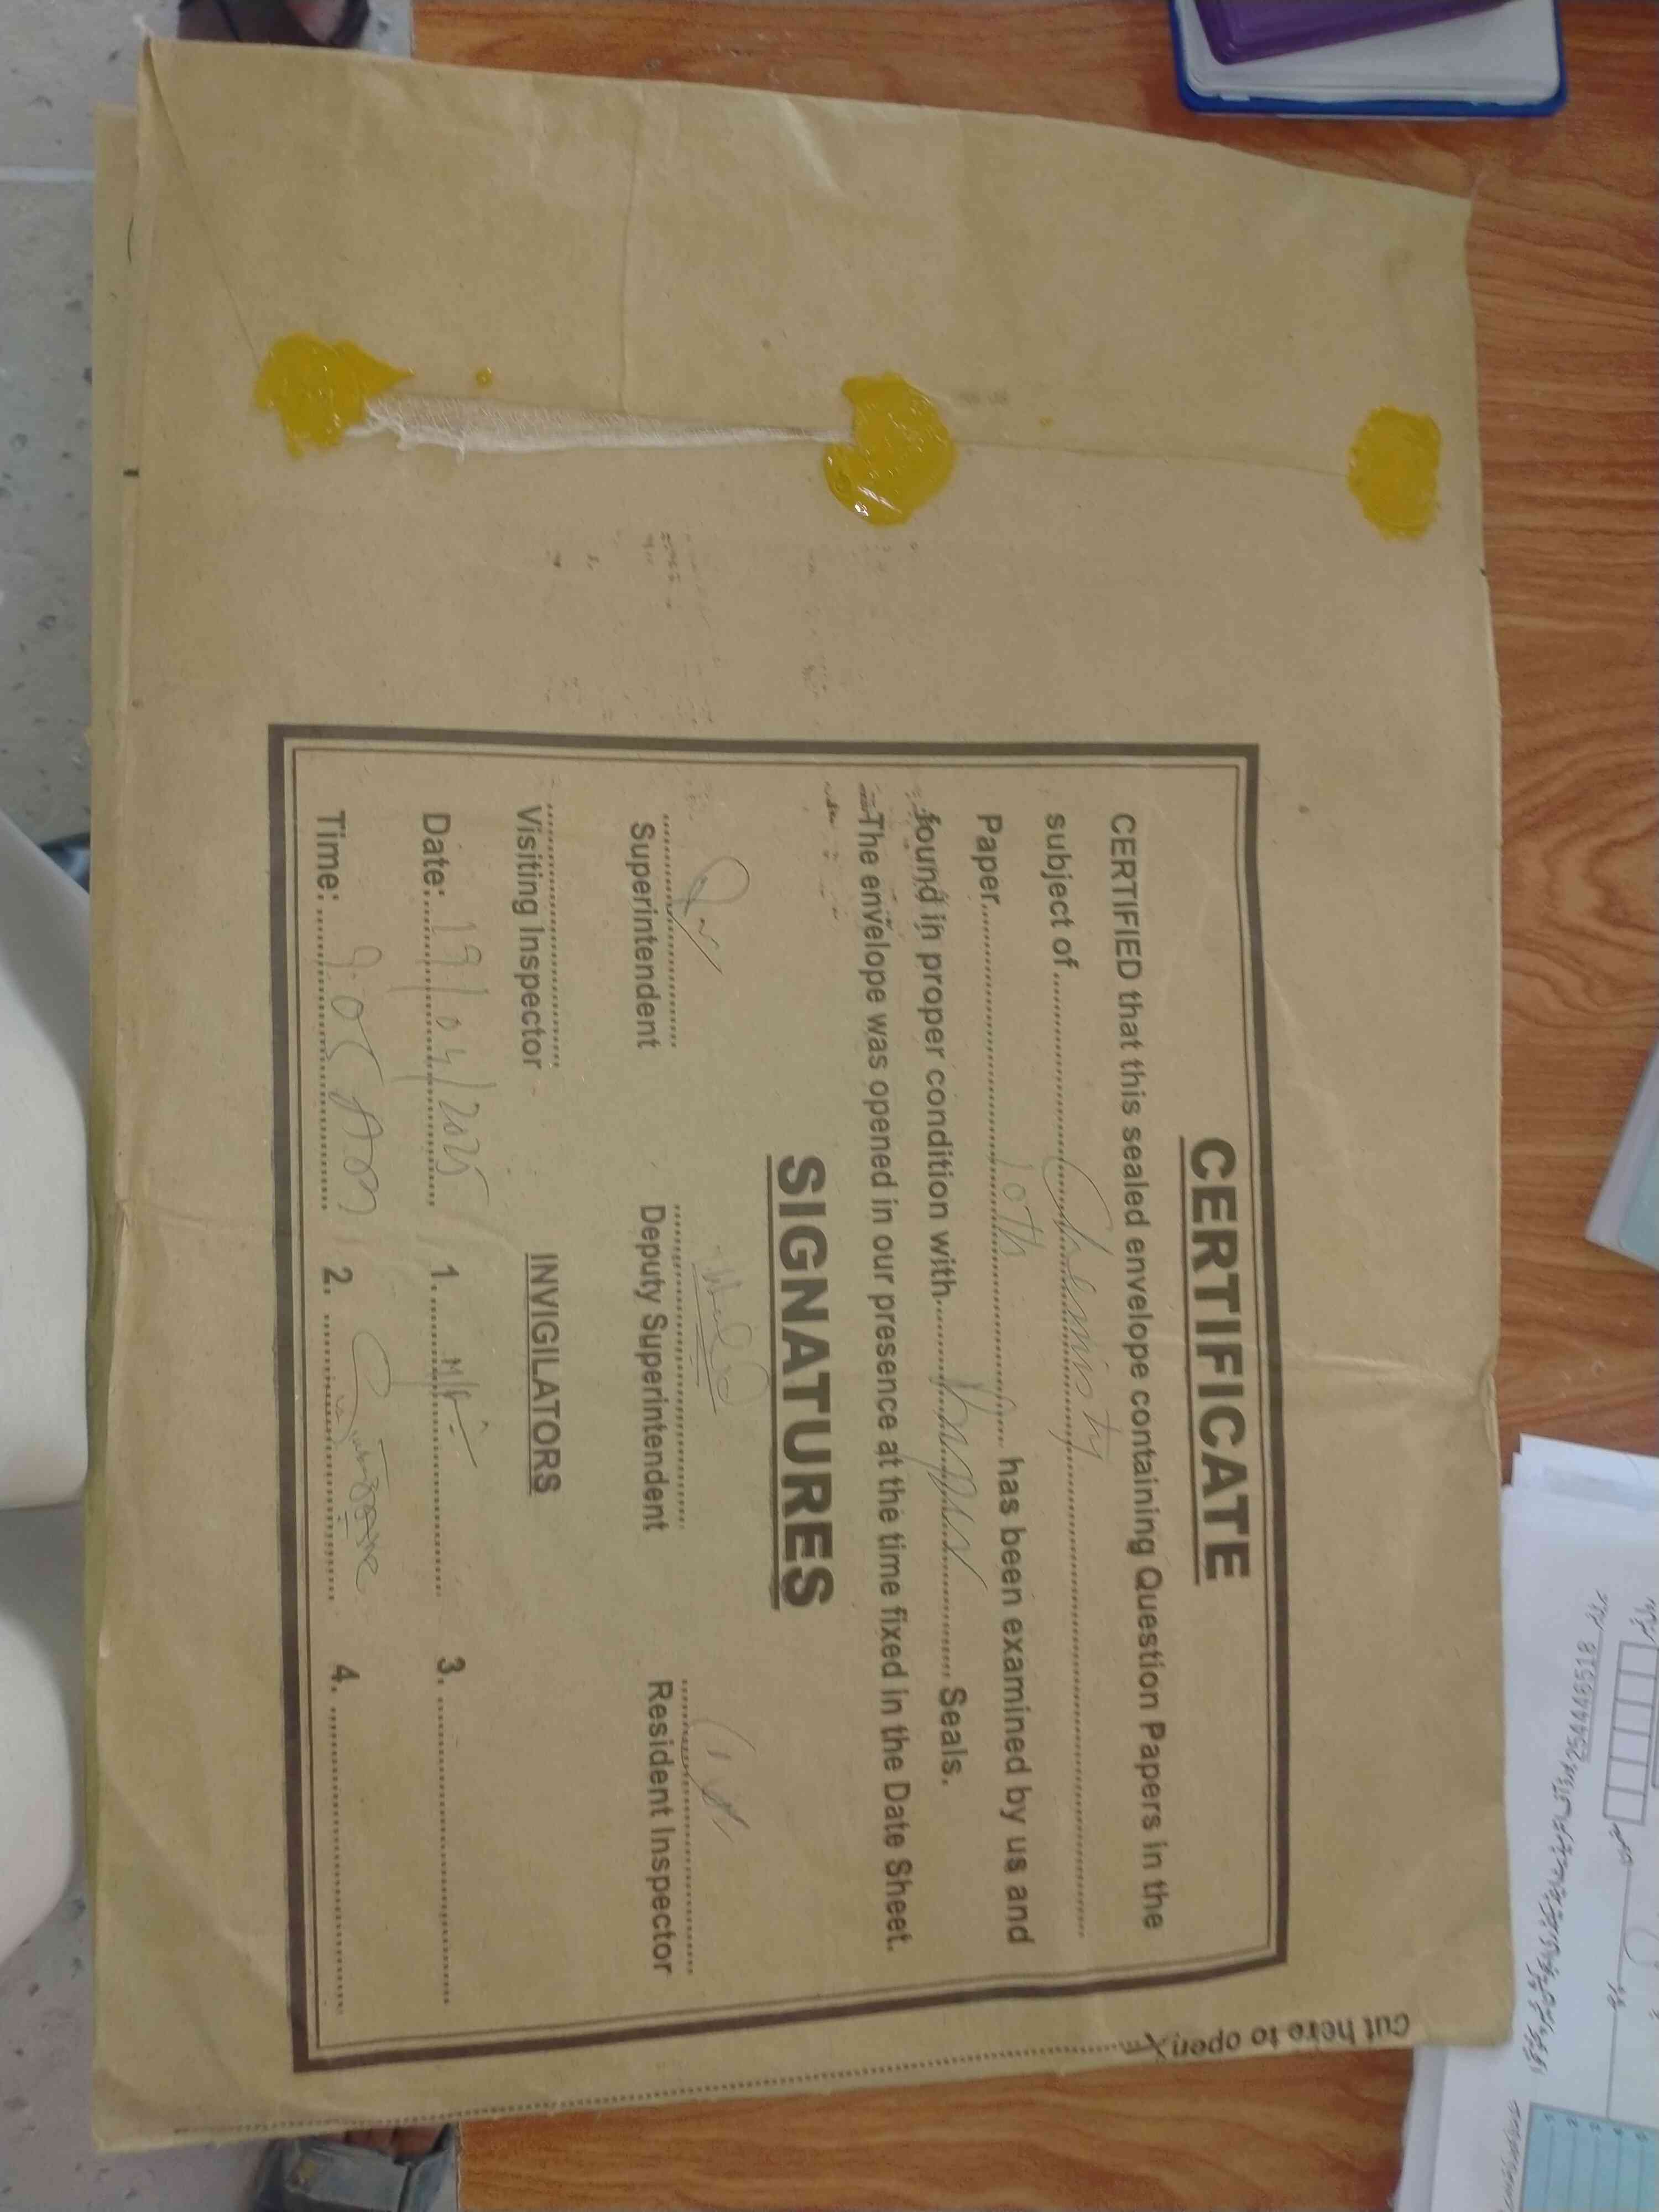 CERTIFICATE
CERTIFIED that this sealed envelope containing Question Papers in the
subject of Chemistry
Paper 10th has been examined by us and
found in proper condition with Seals.
The envelope was opened in our presence at the time fixed in the Date Sheet.
SIGNATURES
Superintendent Deputy Superintendent Resident Inspector
Visiting Inspector INVIGILATORS
Date: 19/04/2025 1. 3.
Time: 9:05 Am 2. 4.
Cut here to open
254448518